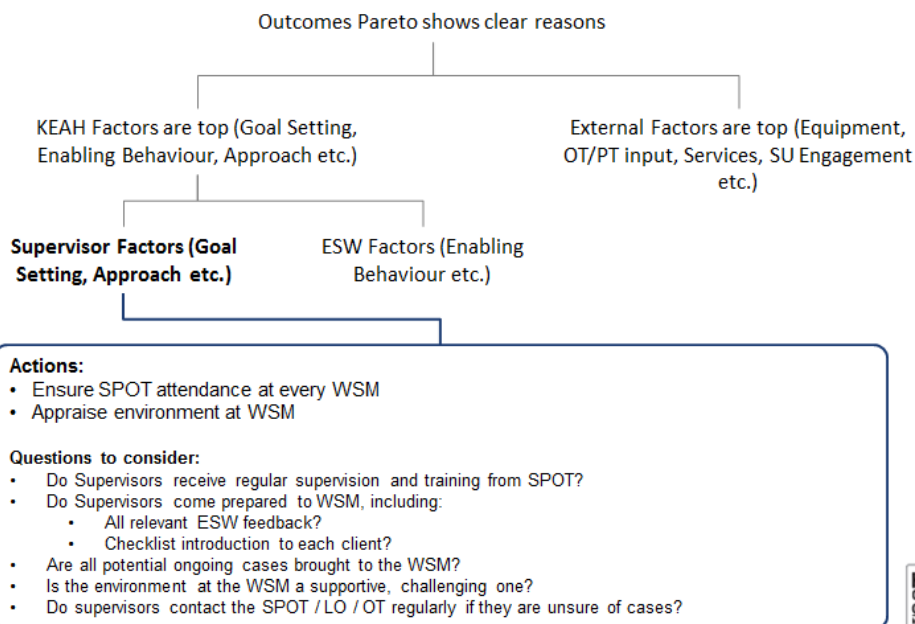 Outcomes Pareto shows clear reasons
KEAH Factors are top (Goal Setting,
Enabling Behaviour, Approach etc.)
External Factors are top (Equipment,
OT/PT input, Services, SU Engagement
etc.)
Supervisor Factors (Goal
Setting, Approach etc.)
ESW Factors (Enabling
Behaviour etc.)
Actions:
• Ensure SPOT attendance at every WSM
• Appraise environment at WSM
Questions to consider:
• Do Supervisors receive regular supervision and training from SPOT?
• Do Supervisors come prepared to WSM, including:
• All relevant ESW feedback?
• Checklist introduction to each client?
• Are all potential ongoing cases brought to the WSM?
• Is the environment at the WSM a supportive, challenging one?
• Do supervisors contact the SPOT / LO / OT regularly if they are unsure of cases?